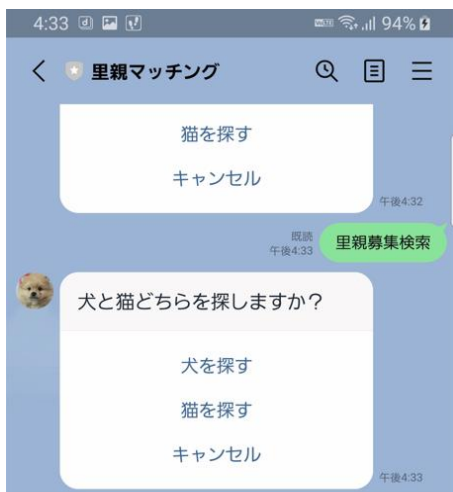 4:33 94%
里親マッチング
猫を探す
キャンセル
午後4:32
既読
午後4:33
里親募集検索
犬と猫どちらを探しますか？
犬を探す
猫を探す
キャンセル
午後4:33